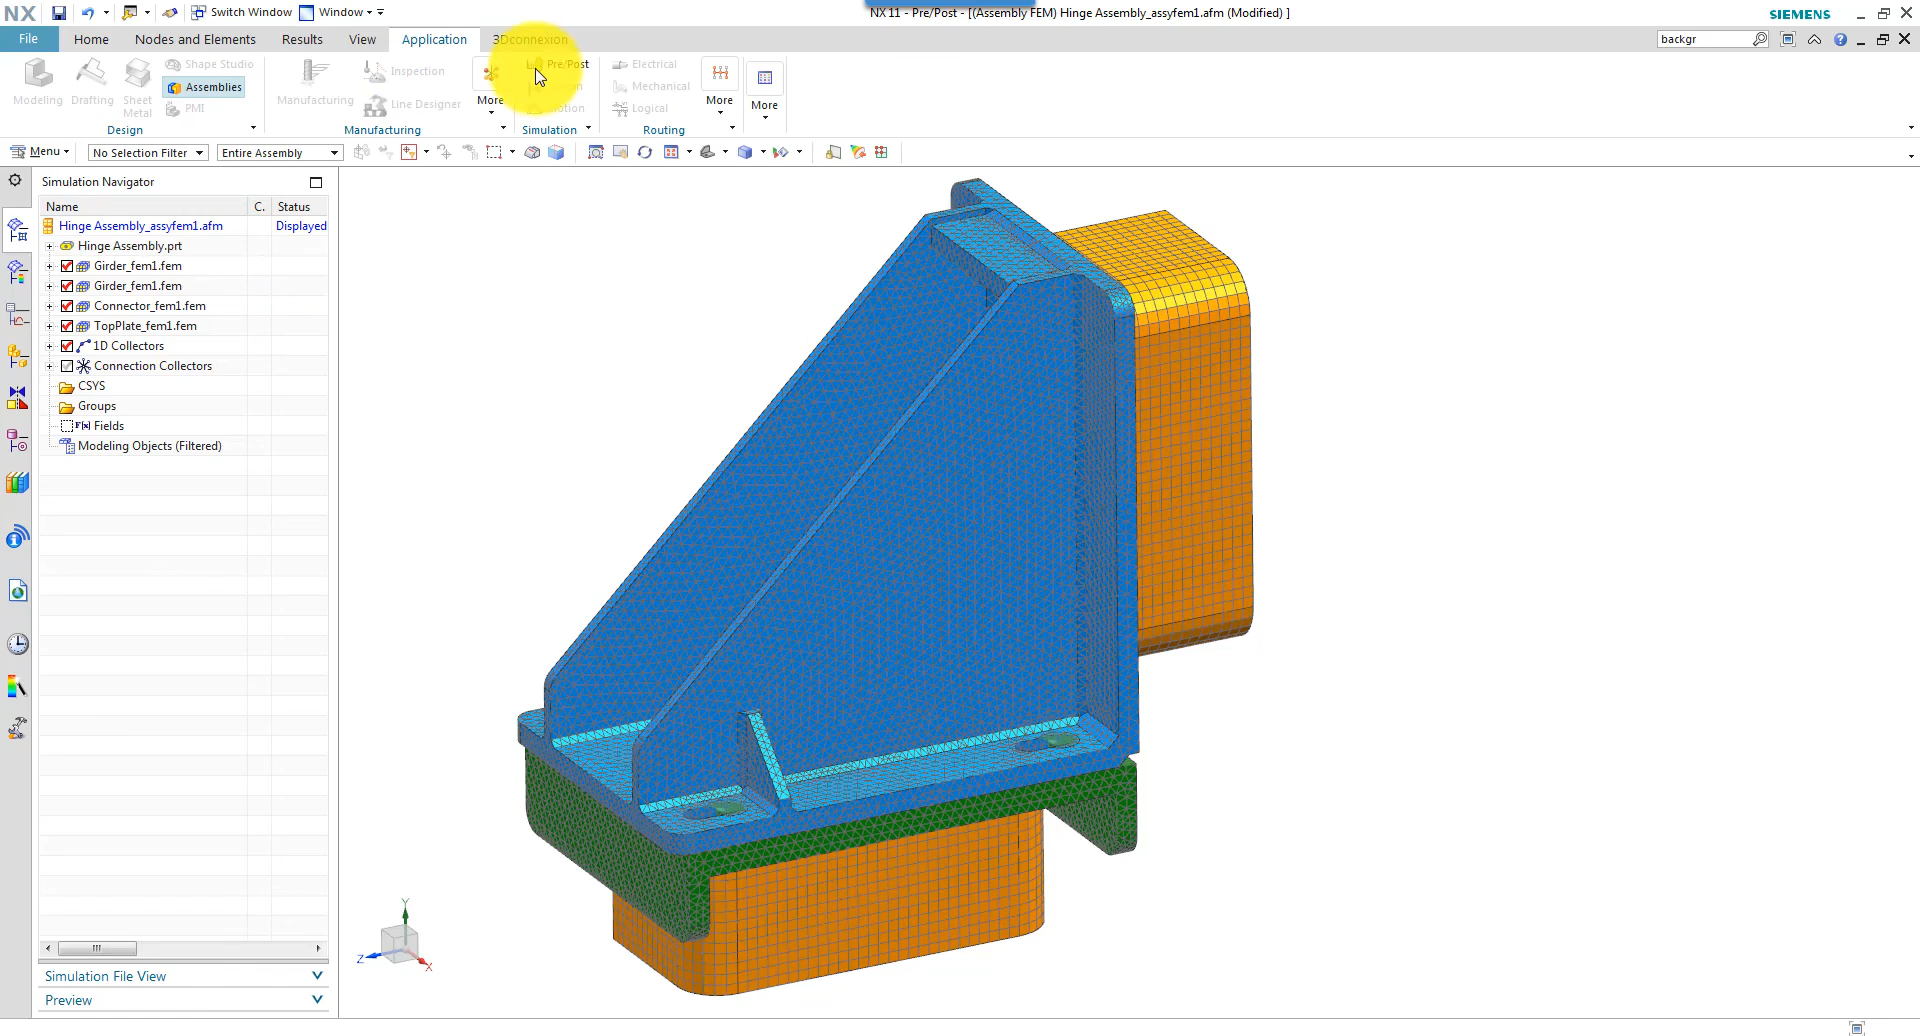 NX Switch Window Window NX 11 - Pre/Post - [(Assembly FEM) Hinge Assembly_assyfem1.afm (Modified) ] SIEMENS
File Home Nodes and Elements Results View Application 3Dconnexion backgr
Modeling Drafting Sheet Metal Shape Studio Assemblies PMI
Design
Manufacturing Inspection Line Designer More
Manufacturing
Pre/Post
Simulation
Electrical Mechanical Logical More
Routing
More
Menu No Selection Filter Entire Assembly
Simulation Navigator
Name C. Status
Hinge Assembly_assyfem1.afm Displayed
Hinge Assembly.prt
Girder_fem1.fem
Girder_fem1.fem
Connector_fem1.fem
TopPlate_fem1.fem
1D Collectors
Connection Collectors
CSYS
Groups
F(x) Fields
Modeling Objects (Filtered)
Simulation File View
Preview
Y
Z
X